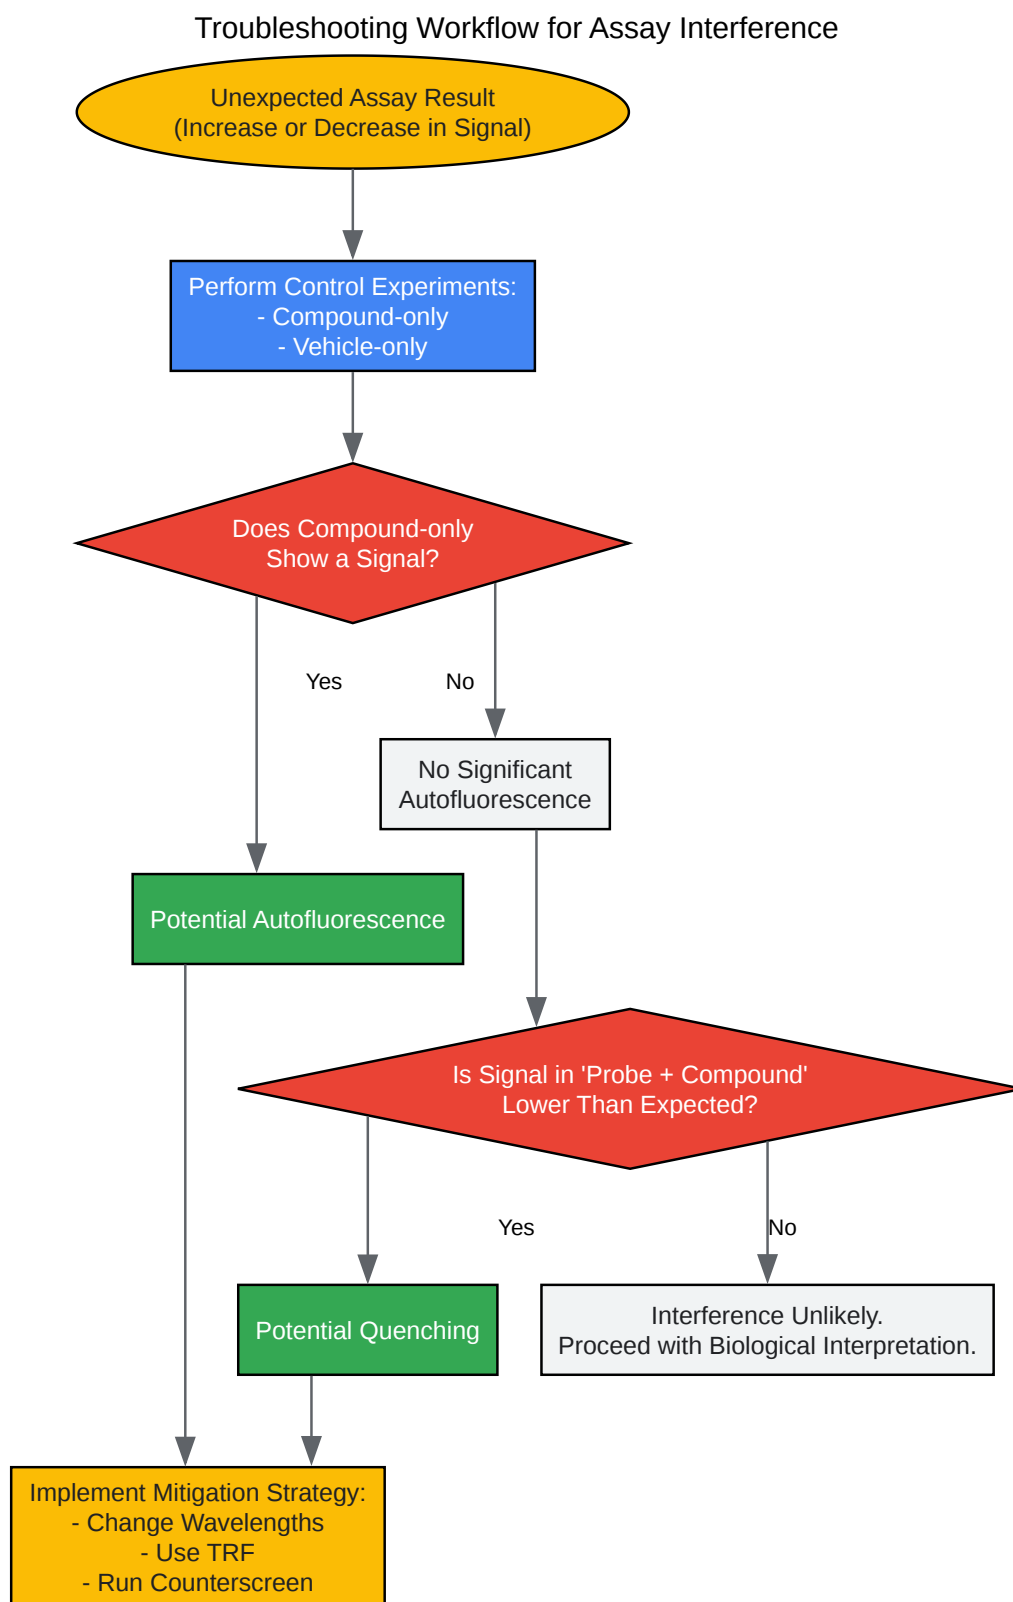 Troubleshooting Workflow for Assay Interference
Unexpected Assay Result
(Increase or Decrease in Signal)
Perform Control Experiments:
- Compound-only
- Vehicle-only
Does Compound-only
Show a Signal?
Yes
No
No Significant
Autofluorescence
Potential Autofluorescence
Is Signal in 'Probe + Compound'
Lower Than Expected?
Yes
No
Potential Quenching
Interference Unlikely.
Proceed with Biological Interpretation.
Implement Mitigation Strategy:
- Change Wavelengths
- Use TRF
- Run Counterscreen